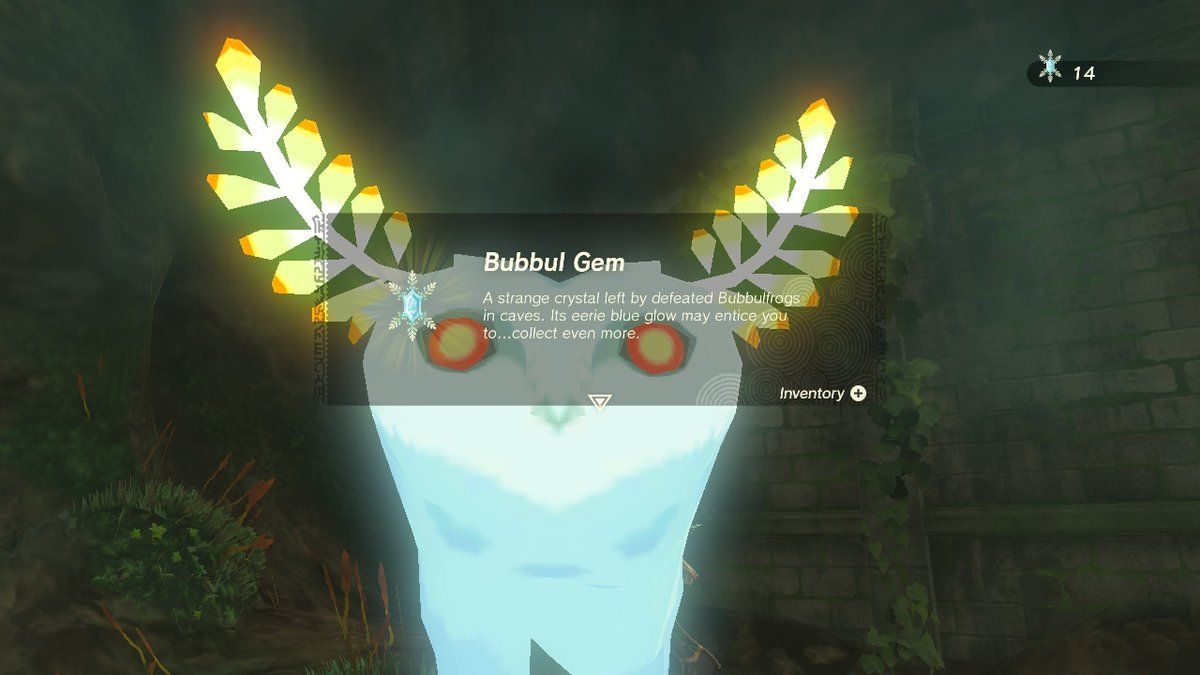 14
Bubbul Gem
A strange crystal left by defeated Bubbulfrogs
in caves. Its eerie blue glow may entice you
to...collect even more.
Inventory